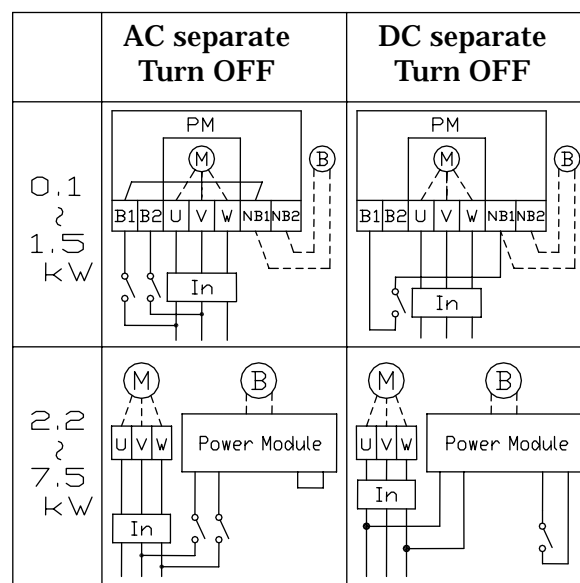 AC separate
Turn OFF
DC separate
Turn OFF
0.1
~
1.5
kW
PM
M
B
B1 B2 U V W NB1 NB2
In
PM
M
B
B1 B2 U V W NB1 NB2
In
2.2
~
7.5
kW
M
B
U V W
Power Module
In
M
B
U V W
Power Module
In